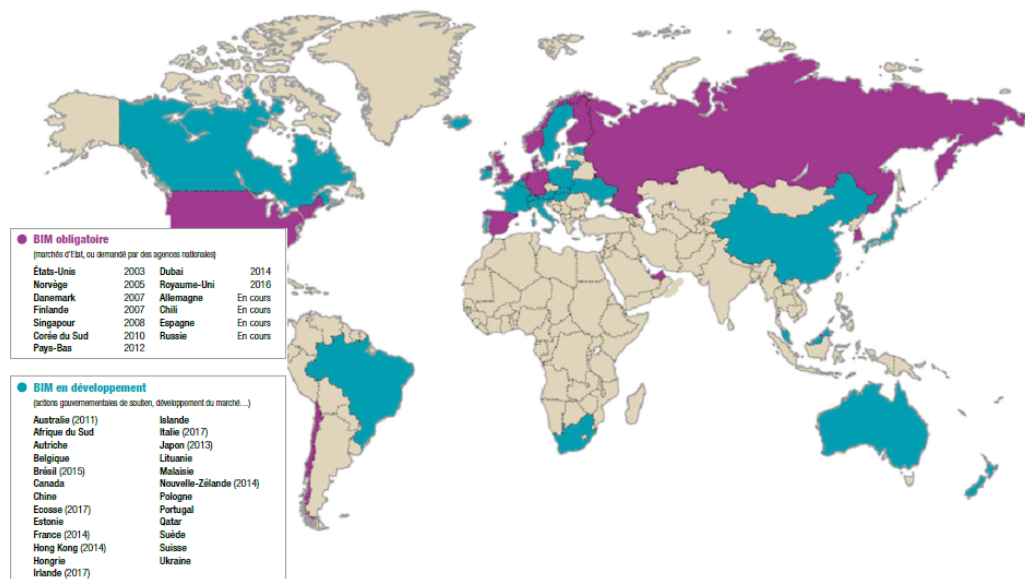 BIM obligatoire
(marchés d'Etat, ou demandé par des agences nationales)
États-Unis 2003 Dubai 2014
Norvège 2005 Royaume-Uni 2016
Danemark 2007 Allemagne En cours
Finlande 2007 Chili En cours
Singapour 2008 Espagne En cours
Corée du Sud 2010 Russie En cours
Pays-Bas 2012
BIM en développement
(actions gouvernementales de soutien, développement du marché…)
Australie (2011) Islande
Afrique du Sud Italie (2017)
Autriche Japon (2013)
Belgique Lituanie
Brésil (2015) Malaisie
Canada Nouvelle-Zélande (2014)
Chine Pologne
Ecosse (2017) Portugal
Estonie Qatar
France (2014) Suède
Hong Kong (2014) Suisse
Hongrie Ukraine
Irlande (2017)